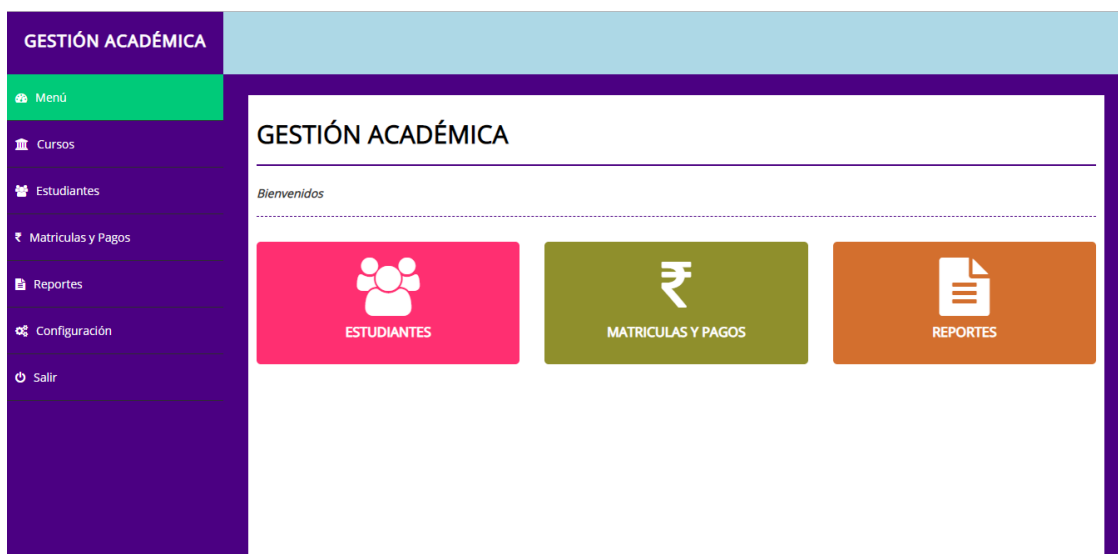 GESTIÓN ACADÉMICA
Menú
Cursos
Estudiantes
₹ Matriculas y Pagos
Reportes
Configuración
Salir
GESTIÓN ACADÉMICA
Bienvenidos
ESTUDIANTES
₹
MATRICULAS Y PAGOS
REPORTES